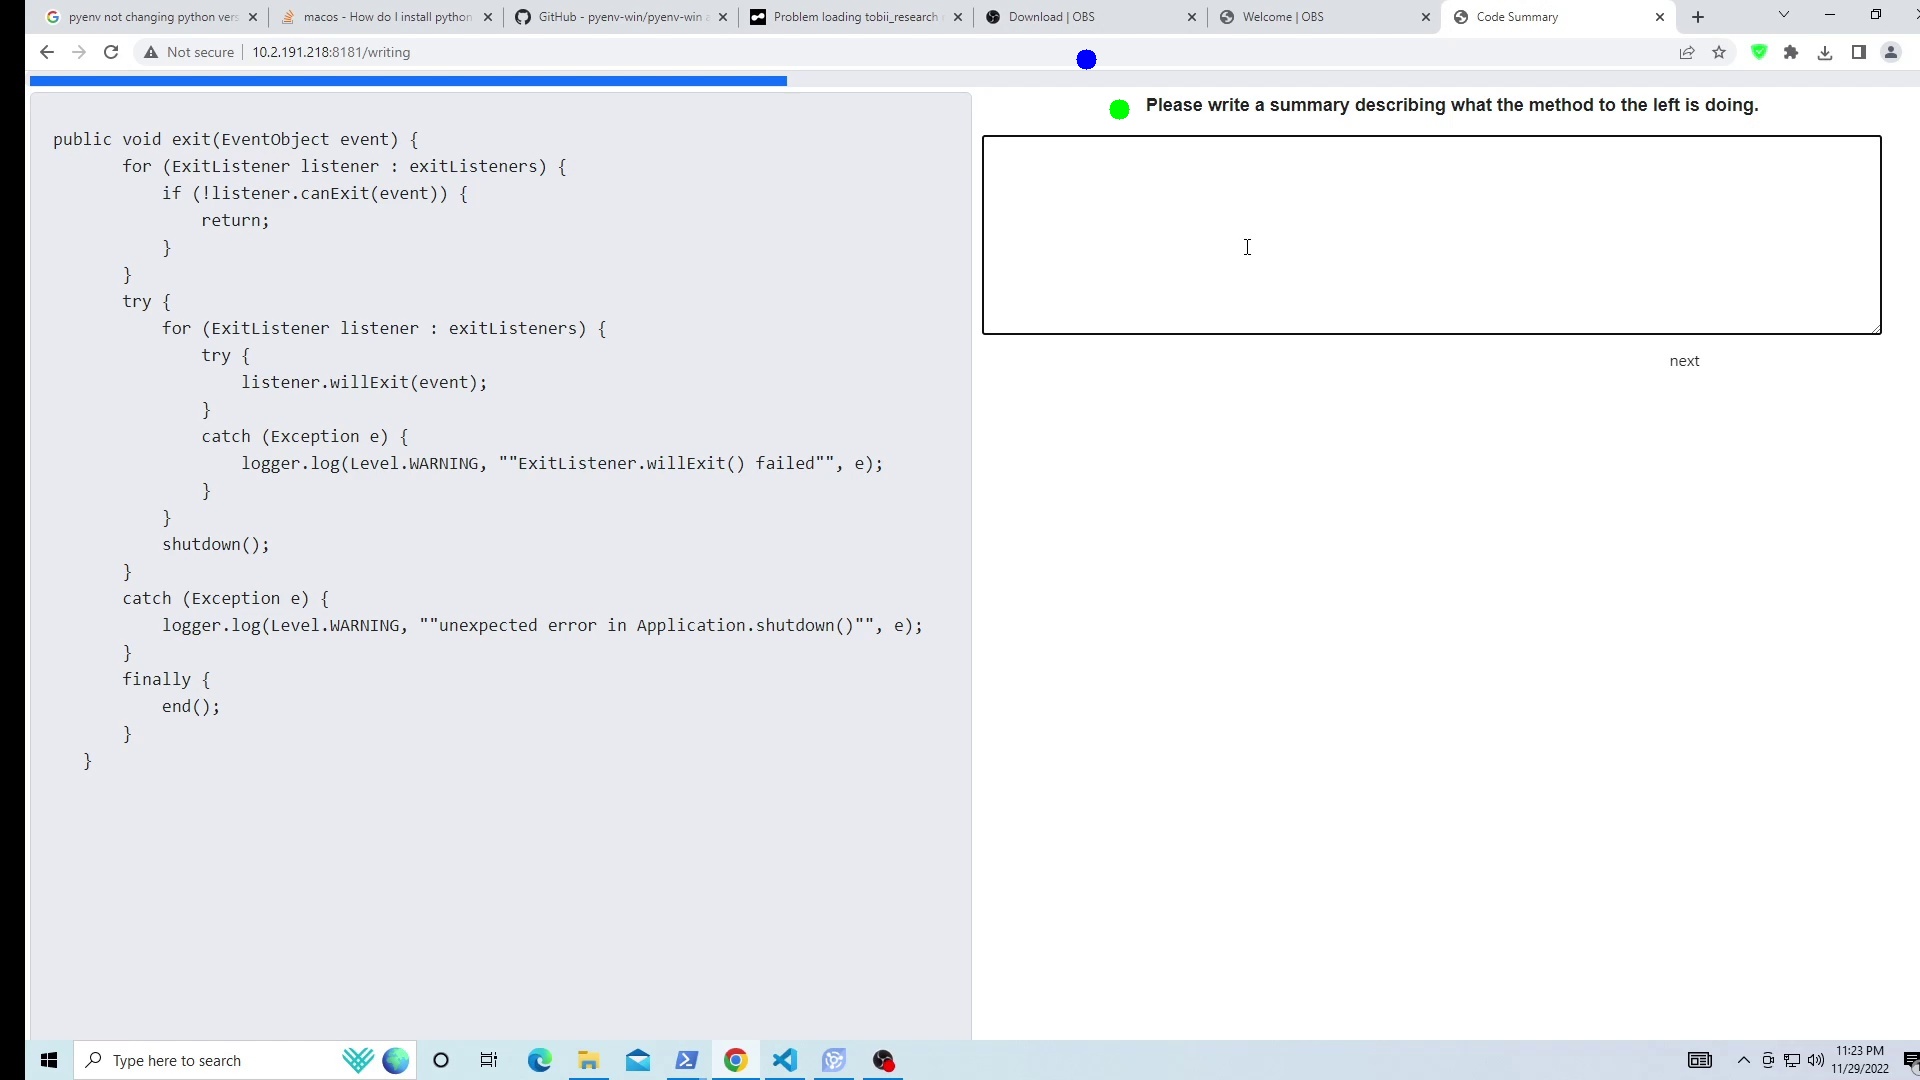 pyenv not changing python vers
macos - How do I install python
GitHub - pyenv-win/pyenv-win a
Problem loading tobii_research
Download | OBS
Welcome | OBS
Code Summary
Not secure
10.2.191.218:8181/writing
public void exit(EventObject event) {
for (ExitListener listener : exitListeners) {
if (!listener.canExit(event)) {
return;
}
}
try {
for (ExitListener listener : exitListeners) {
try {
listener.willExit(event);
}
catch (Exception e) {
logger.log(Level.WARNING, ""ExitListener.willExit() failed"", e);
}
}
shutdown();
}
catch (Exception e) {
logger.log(Level.WARNING, ""unexpected error in Application.shutdown()"", e);
}
finally {
end();
}
}
Please write a summary describing what the method to the left is doing.
next
Type here to search
11:23 PM
11/29/2022